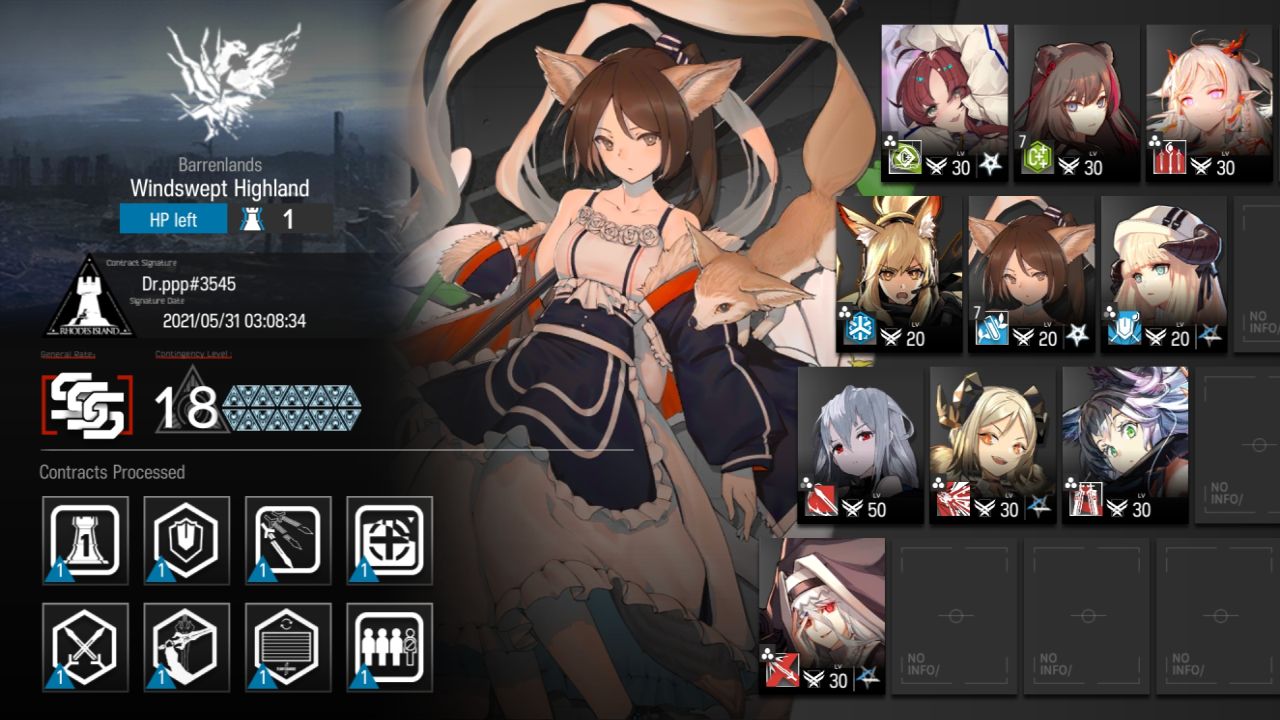 Barrenlands
Windswept Highland
HP left 1
Contract Signature
Dr.ppp#3545
Signature Date
2021/05/31 03:08:34
RHODES ISLAND
General Rate:
Contingency Level:
SSS
18
Contracts Processed
1 1 1 1
1 1 1 1
LV 30
7 LV 30
LV 30
LV 20
7 LV 20
LV 20
NO
INFO/
LV 50
LV 30
LV 30
NO
INFO/
LV 30
NO
INFO/
NO
INFO/
NO
INFO/